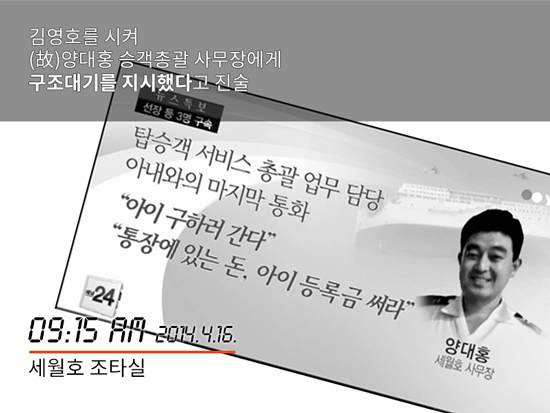 김영호를 시켜
(故)양대홍 승객총괄 사무장에게
구조대기를 지시했다고 진술
뉴스특보
선장 등 3명 구속
탑승객 서비스 총괄 업무 담당
아내와의 마지막 통화
“아이 구하러 간다”
“통장에 있는 돈, 아이 등록금 써라”
24
양대홍
세월호 사무장
09:15 AM 2014.4.16.
세월호 조타실